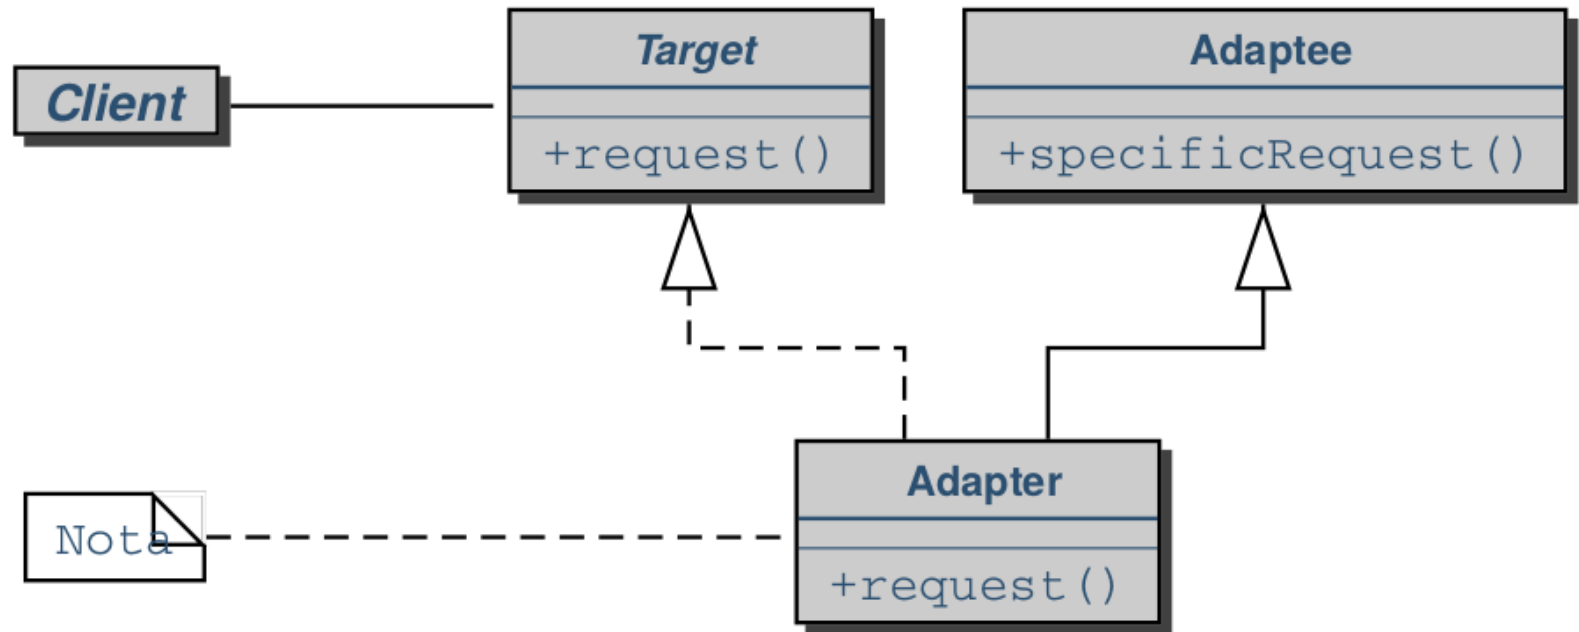 Client
Target
+request()
Adaptee
+specificRequest()
Adapter
+request()
Nota